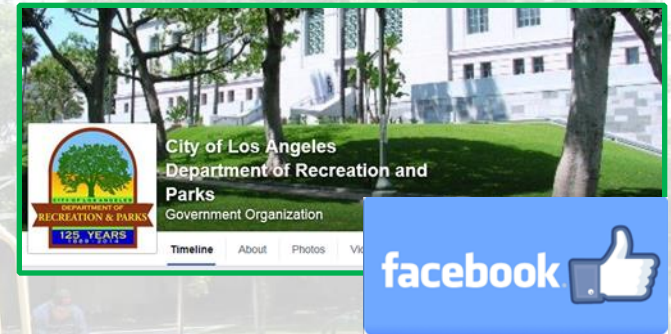 City of Los Angeles
Department of Recreation and
Parks
Government Organization
CITY OF LOS ANGELES
DEPARTMENT OF
RECREATION & PARKS
125 YEARS
1889 - 2014
Timeline About Photos
facebook